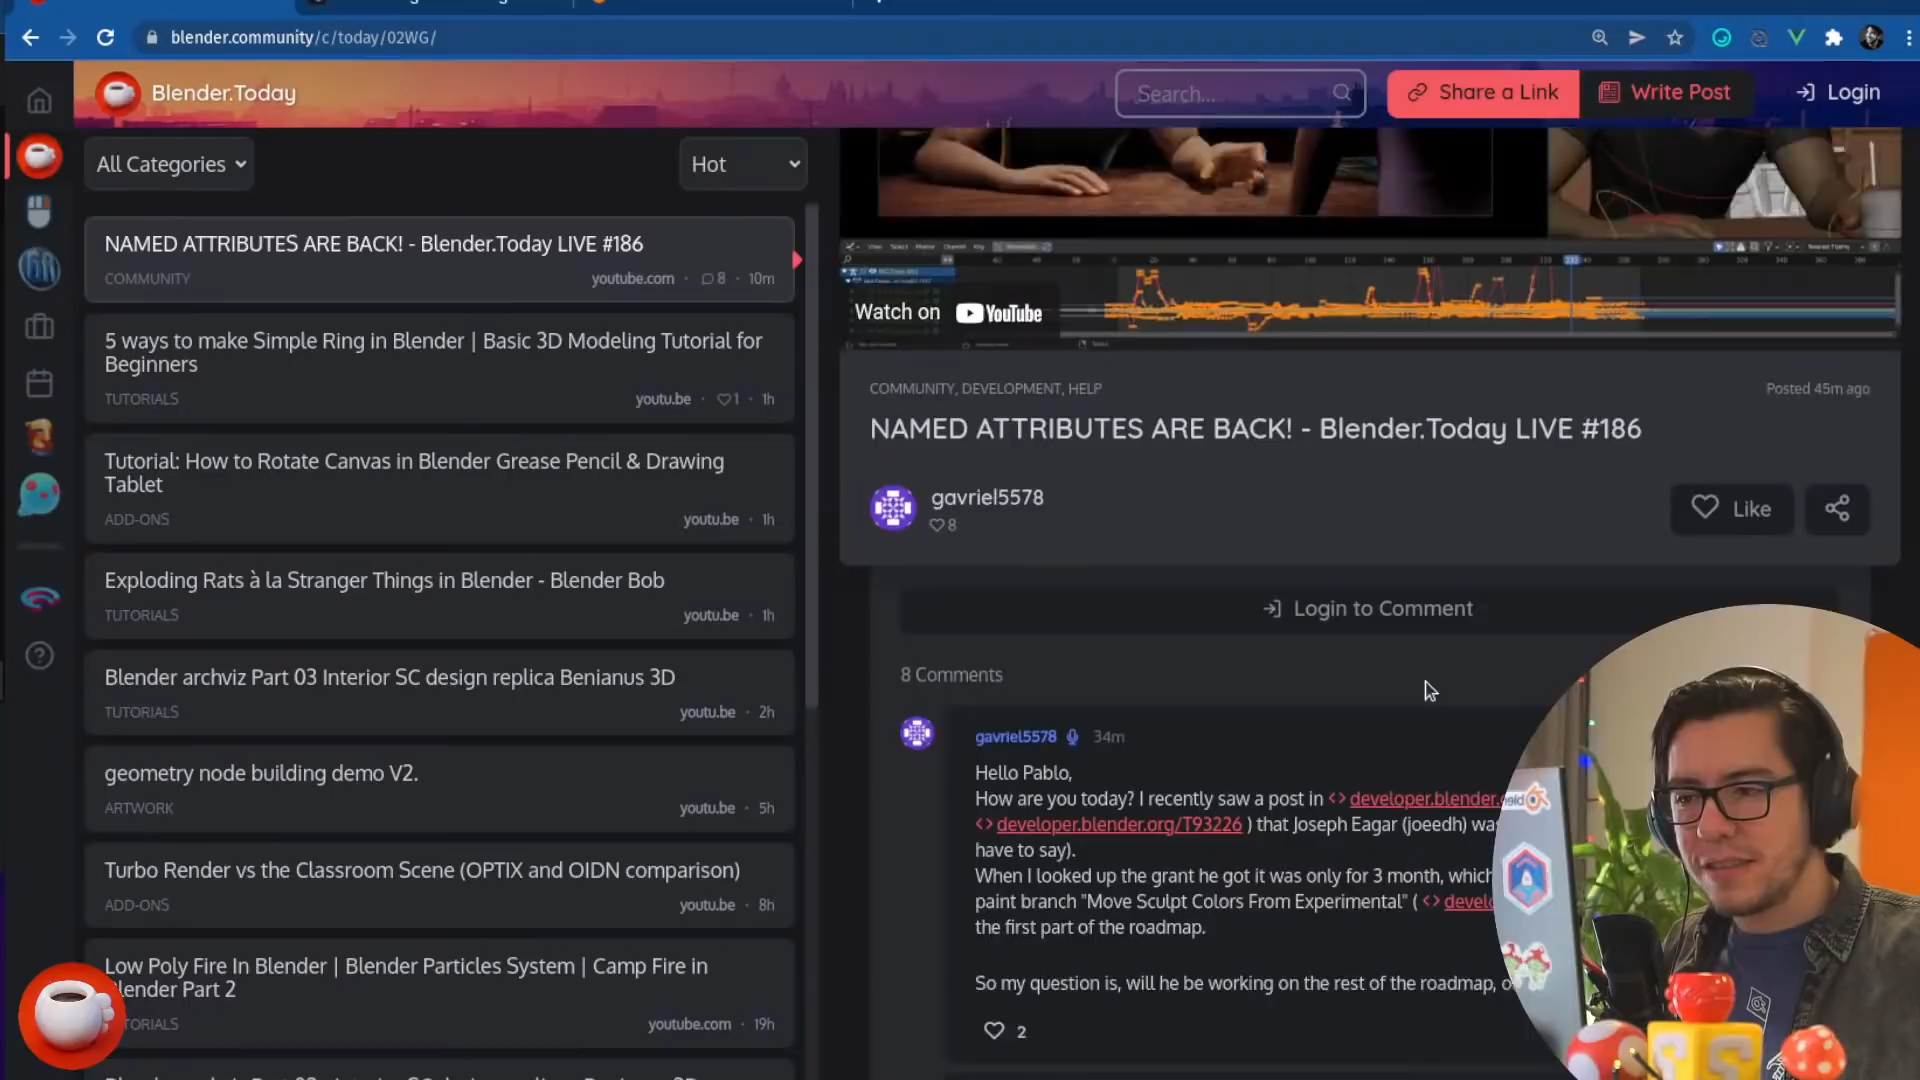 blender.community/c/today/02WG/
Blender.Today
Search...
Share a Link
Write Post
Login
All Categories
Hot
NAMED ATTRIBUTES ARE BACK! - Blender.Today LIVE #186
COMMUNITY
youtube.com · 8 · 10m
5 ways to make Simple Ring in Blender | Basic 3D Modeling Tutorial for
Beginners
TUTORIALS
youtu.be · 1 · 1h
Tutorial: How to Rotate Canvas in Blender Grease Pencil & Drawing
Tablet
ADD-ONS
youtu.be · 1h
Exploding Rats à la Stranger Things in Blender - Blender Bob
TUTORIALS
youtu.be · 1h
Blender archviz Part 03 Interior SC design replica Benianus 3D
TUTORIALS
youtu.be · 2h
geometry node building demo V2.
ARTWORK
youtu.be · 5h
Turbo Render vs the Classroom Scene (OPTIX and OIDN comparison)
ADD-ONS
youtu.be · 8h
Low Poly Fire In Blender | Blender Particles System | Camp Fire in
Blender Part 2
TORIALS
youtube.com · 19h
Watch on YouTube
COMMUNITY, DEVELOPMENT, HELP
Posted 45m ago
NAMED ATTRIBUTES ARE BACK! - Blender.Today LIVE #186
gavriel5578
8
Like
Login to Comment
8 Comments
gavriel5578 34m
Hello Pablo,
How are you today? I recently saw a post in <> developer.blender.
<> developer.blender.org/T93226 ) that Joseph Eagar (joeedh) was
have to say).
When I looked up the grant he got it was only for 3 month, which
paint branch "Move Sculpt Colors From Experimental" ( <> develo
the first part of the roadmap.
So my question is, will he be working on the rest of the roadmap, o
2